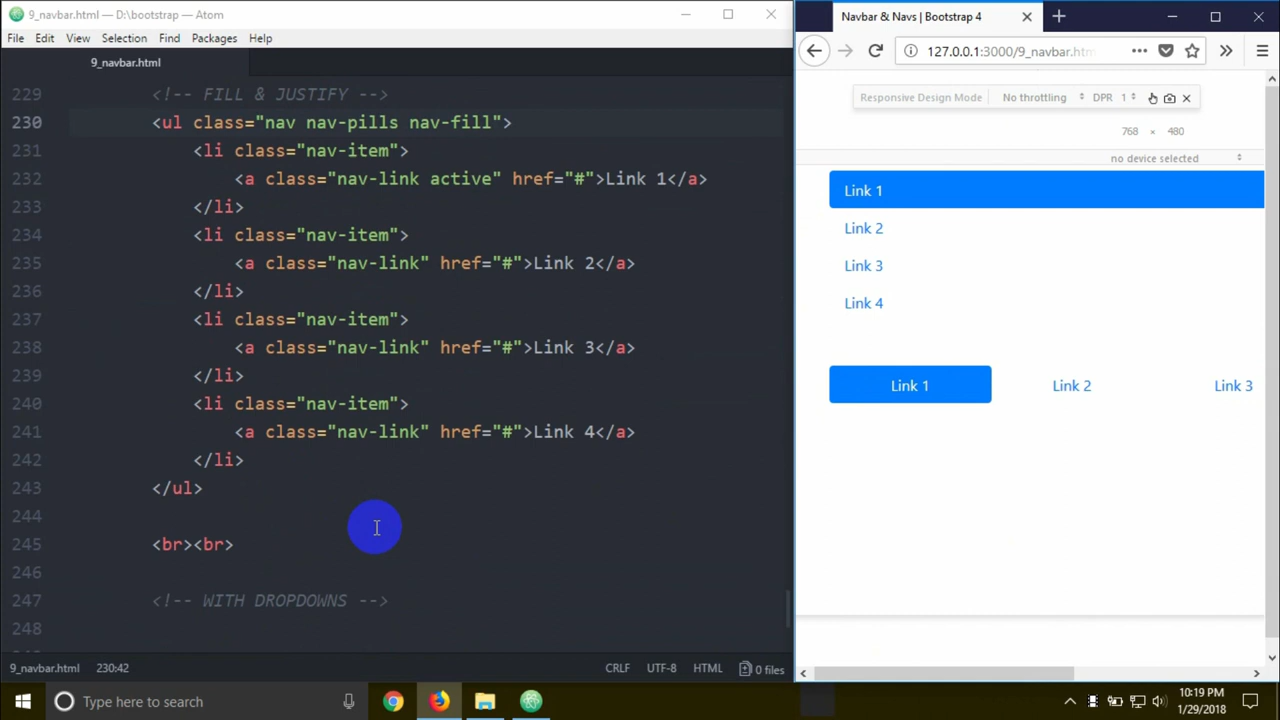 9_navbar.html — D:\bootstrap — Atom
File Edit View Selection Find Packages Help
9_navbar.html
229 <!-- FILL & JUSTIFY -->
230 <ul class="nav nav-pills nav-fill">
231 <li class="nav-item">
232 <a class="nav-link active" href="#">Link 1</a>
233 </li>
234 <li class="nav-item">
235 <a class="nav-link" href="#">Link 2</a>
236 </li>
237 <li class="nav-item">
238 <a class="nav-link" href="#">Link 3</a>
239 </li>
240 <li class="nav-item">
241 <a class="nav-link" href="#">Link 4</a>
242 </li>
243 </ul>
244
245 <br><br>
246
247 <!-- WITH DROPDOWNS -->
248
9_navbar.html 230:42 CRLF UTF-8 HTML 0 files
Navbar & Navs | Bootstrap 4
127.0.0.1:3000/9_navbar.htm
Responsive Design Mode No throttling DPR 1
768 × 480
no device selected
Link 1
Link 2
Link 3
Link 4
Link 1 Link 2 Link 3
Type here to search
10:19 PM
1/29/2018